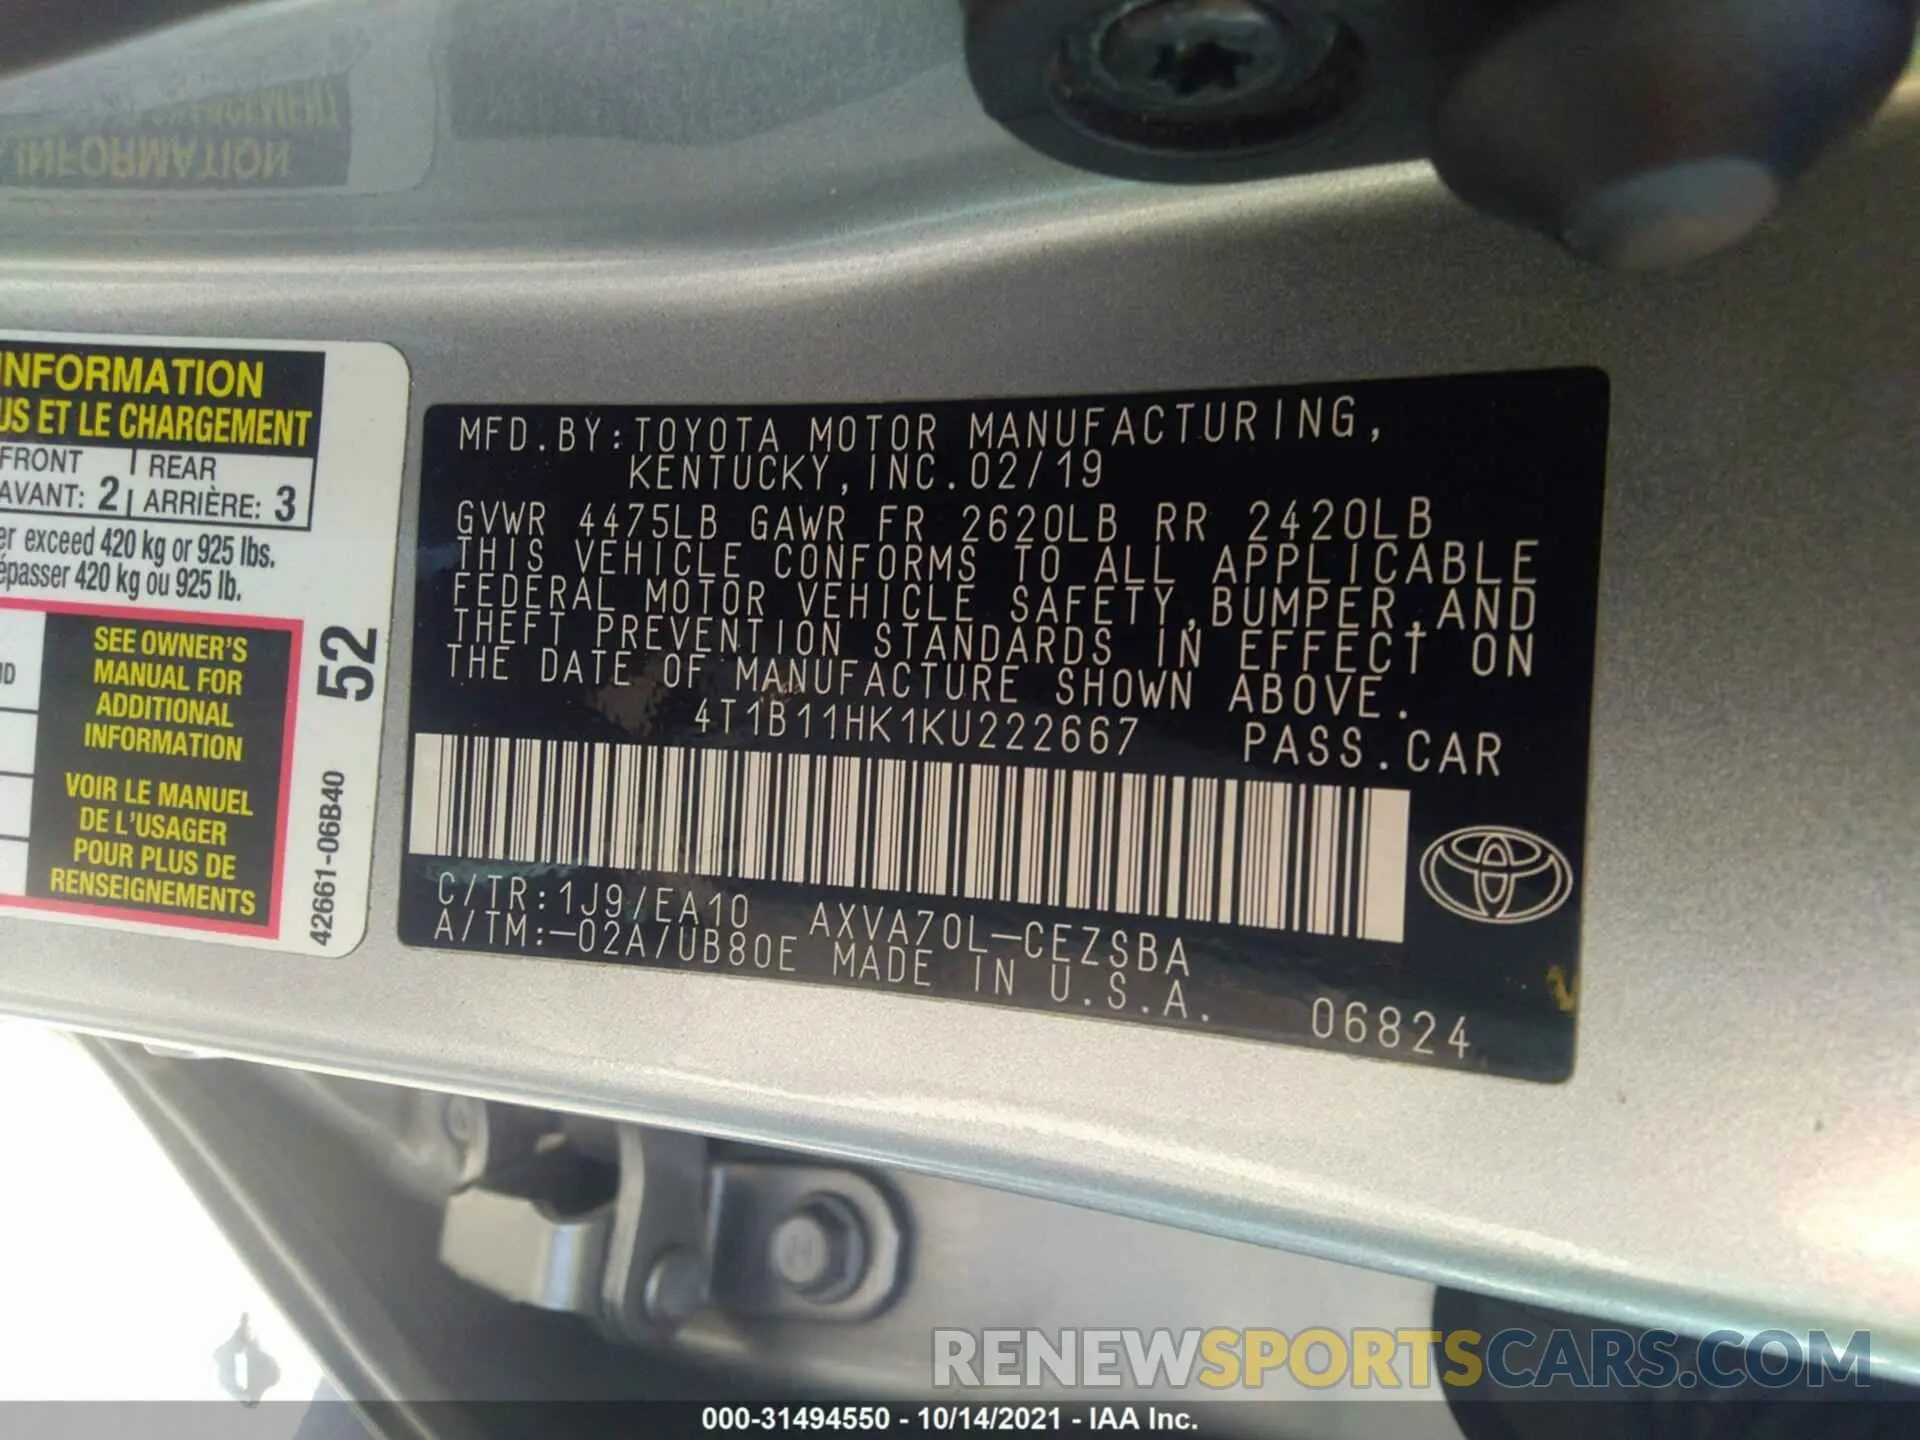 INFORMATION
INFORMATION
US ET LE CHARGEMENT
FRONT REAR
AVANT: 2 ARRIÈRE: 3
er exceed 420 kg or 925 lbs.
épasser 420 kg ou 925 lb.
SEE OWNER'S
MANUAL FOR
ADDITIONAL
INFORMATION
VOIR LE MANUEL
DE L'USAGER
POUR PLUS DE
RENSEIGNEMENTS
52
42661-06B40
MFD.BY:TOYOTA MOTOR MANUFACTURING,
KENTUCKY,INC.02/19
GVWR 4475LB GAWR FR 2620LB RR 2420LB
THIS VEHICLE CONFORMS TO ALL APPLICABLE
FEDERAL MOTOR VEHICLE SAFETY,BUMPER,AND
THEFT PREVENTION STANDARDS IN EFFECT ON
THE DATE OF MANUFACTURE SHOWN ABOVE.
4T1B11HK1KU222667 PASS.CAR
C/TR:1J9/EA10 AXVA70L-CEZSBA
A/TM:-02A/UB80E MADE IN U.S.A.
06824
RENEWSPORTSCARS.COM
000-31494550 - 10/14/2021 - IAA Inc.